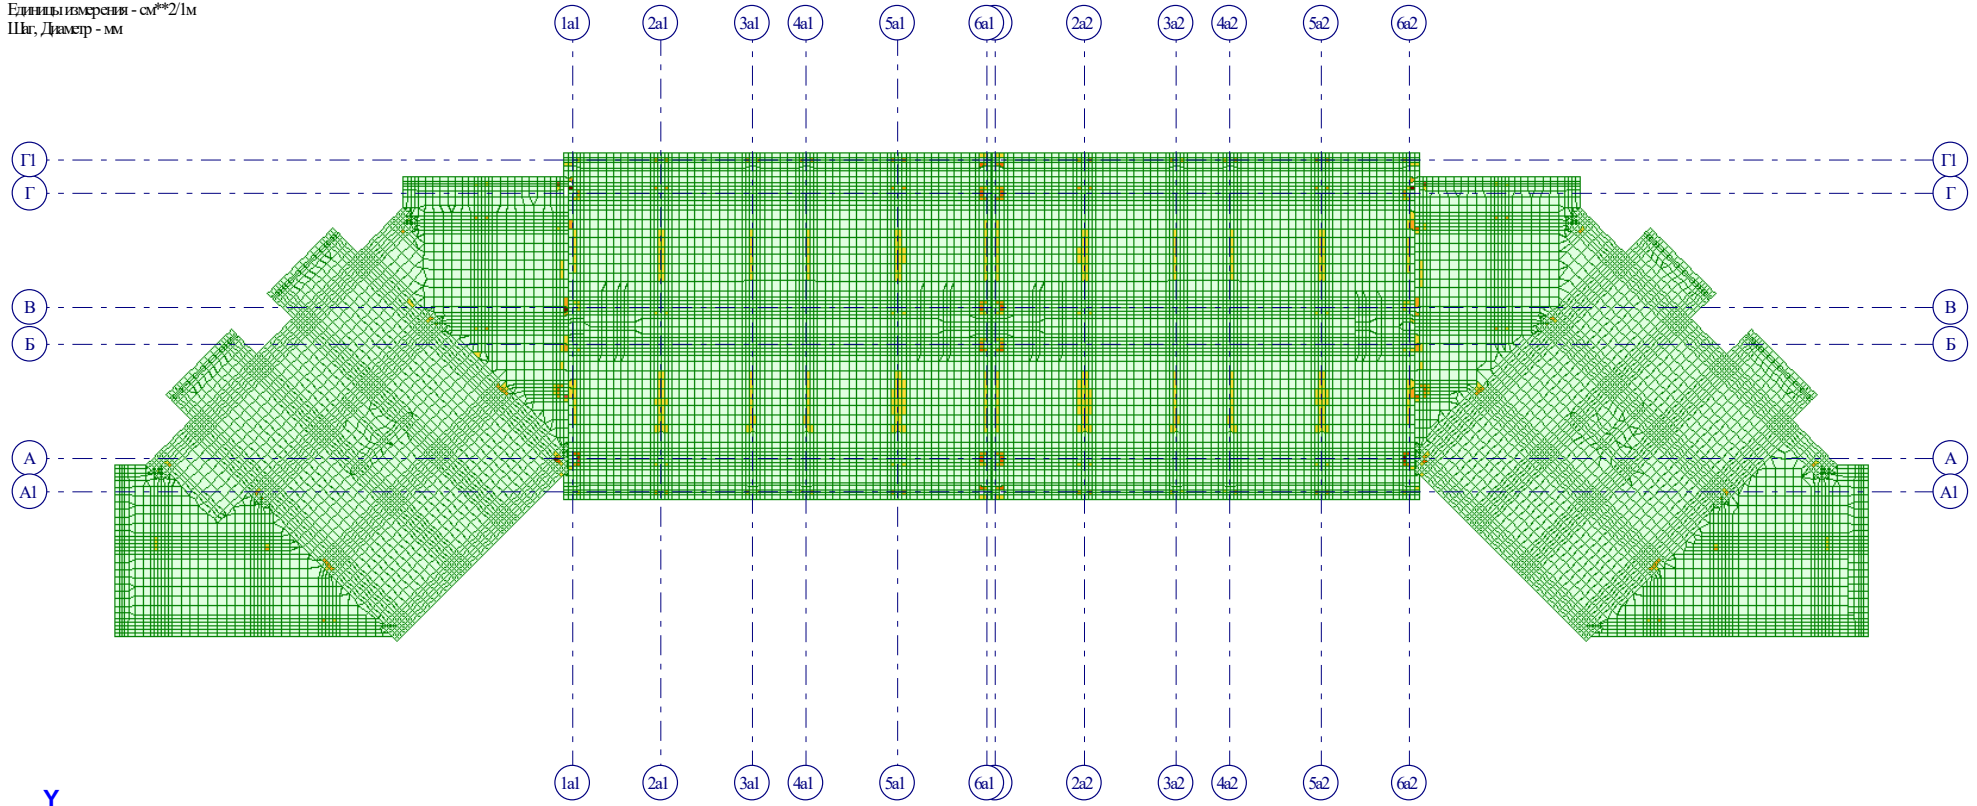 Единицы измерения - см**2/1м
Шаг, Диаметр - мм
1а1 2а1 3а1 4а1 5а1 6а1 2а2 3а2 4а2 5а2 6а2
Г1 Г1
Г Г
В В
Б Б
А А
А1 А1
1а1 2а1 3а1 4а1 5а1 6а1 2а2 3а2 4а2 5а2 6а2
Y